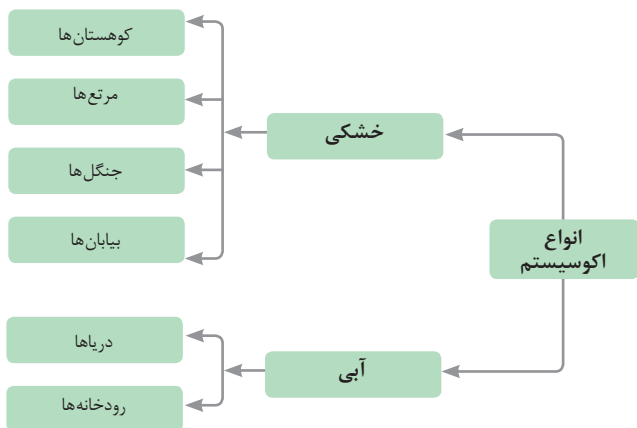 انواع
اکوسیستم
خشکی
کوهستان‌ها
مرتع‌ها
جنگل‌ها
بیابان‌ها
آبی
دریاها
رودخانه‌ها